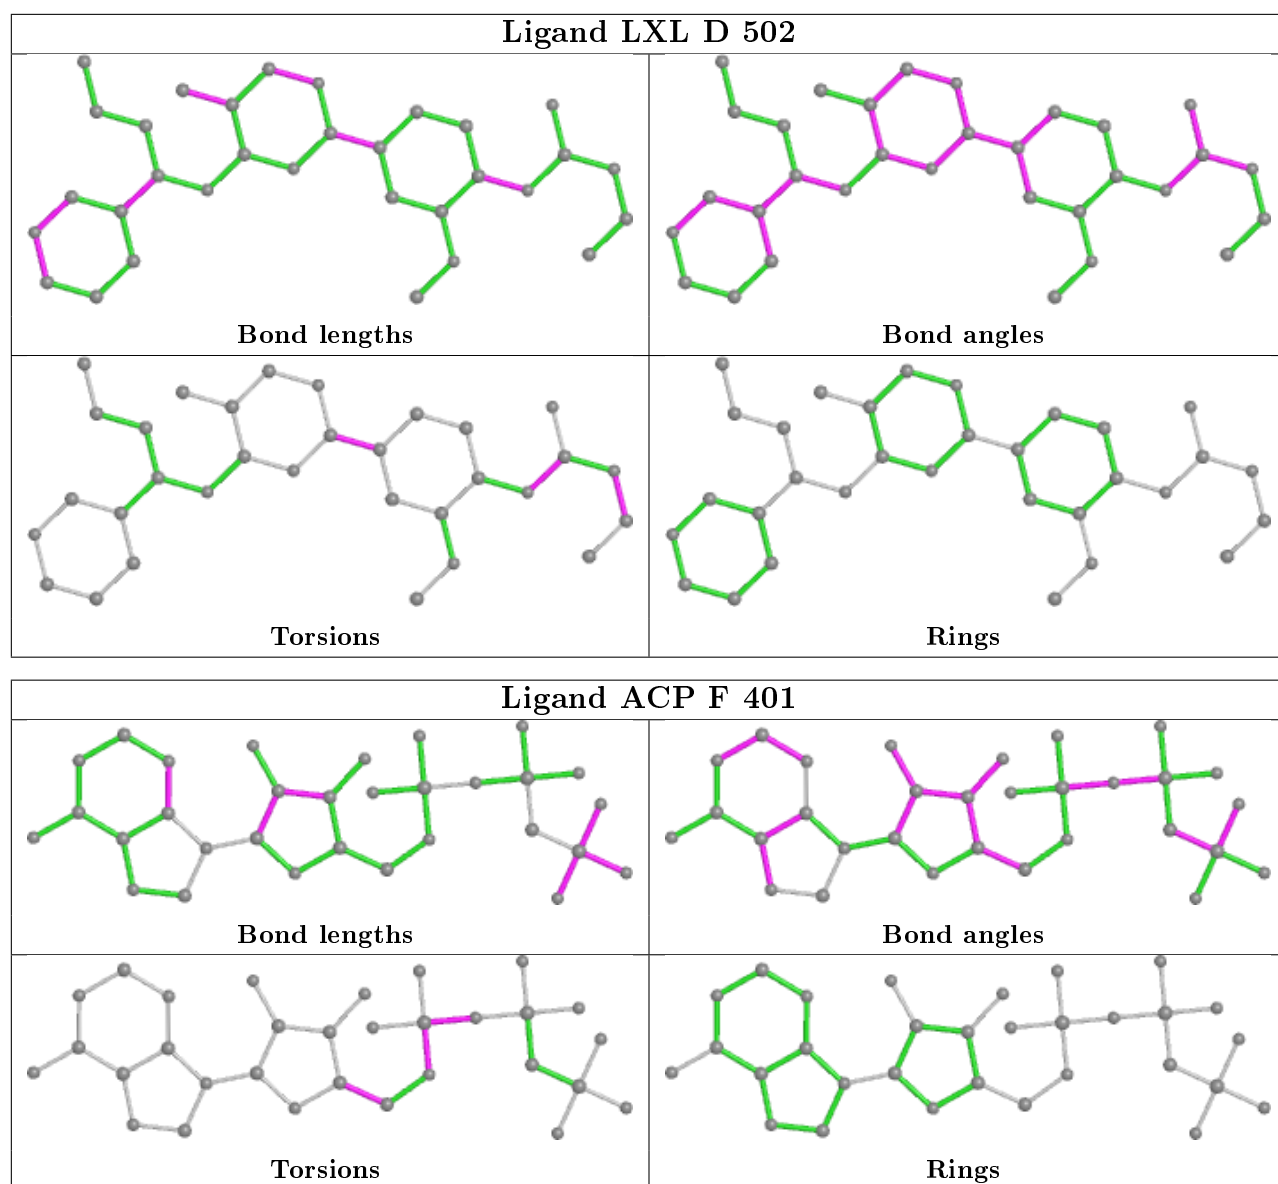 Ligand LXL D 502
Bond lengths
Bond angles
Torsions
Rings
Ligand ACP F 401
Bond lengths
Bond angles
Torsions
Rings